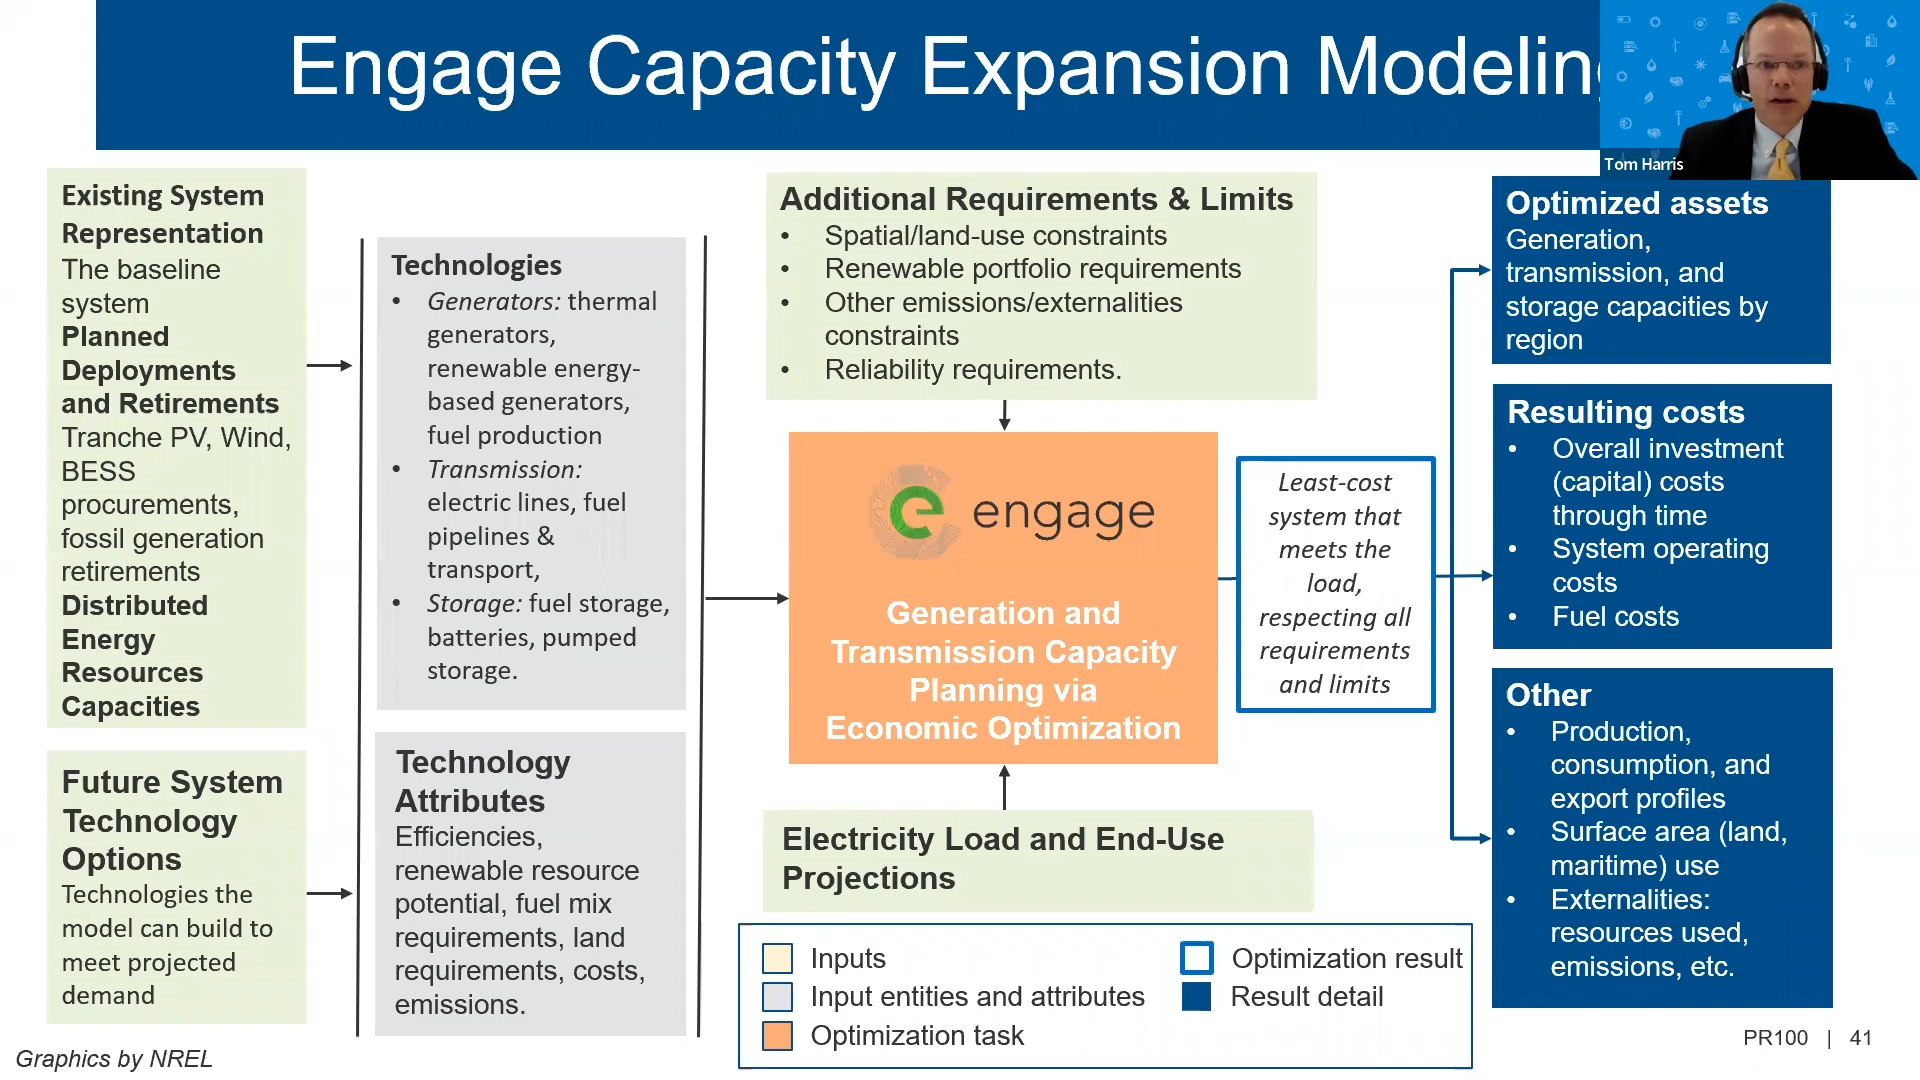 Engage Capacity Expansion Modeling
Tom Harris
Existing System
Representation
The baseline
system
Planned
Deployments
and Retirements
Tranche PV, Wind,
BESS
procurements,
fossil generation
retirements
Distributed
Energy
Resources
Capacities
Future System
Technology
Options
Technologies the
model can build to
meet projected
demand
Technologies
• Generators: thermal
generators,
renewable energy-
based generators,
fuel production
• Transmission:
electric lines, fuel
pipelines &
transport,
• Storage: fuel storage,
batteries, pumped
storage.
Technology
Attributes
Efficiencies,
renewable resource
potential, fuel mix
requirements, land
requirements, costs,
emissions.
Additional Requirements & Limits
• Spatial/land-use constraints
• Renewable portfolio requirements
• Other emissions/externalities
constraints
• Reliability requirements.
e engage
Generation and
Transmission Capacity
Planning via
Economic Optimization
Electricity Load and End-Use
Projections
Least-cost
system that
meets the
load,
respecting all
requirements
and limits
Optimized assets
Generation,
transmission, and
storage capacities by
region
Resulting costs
• Overall investment
(capital) costs
through time
• System operating
costs
• Fuel costs
Other
• Production,
consumption, and
export profiles
• Surface area (land,
maritime) use
• Externalities:
resources used,
emissions, etc.
Inputs
Input entities and attributes
Optimization task
Optimization result
Result detail
Graphics by NREL
PR100 | 41